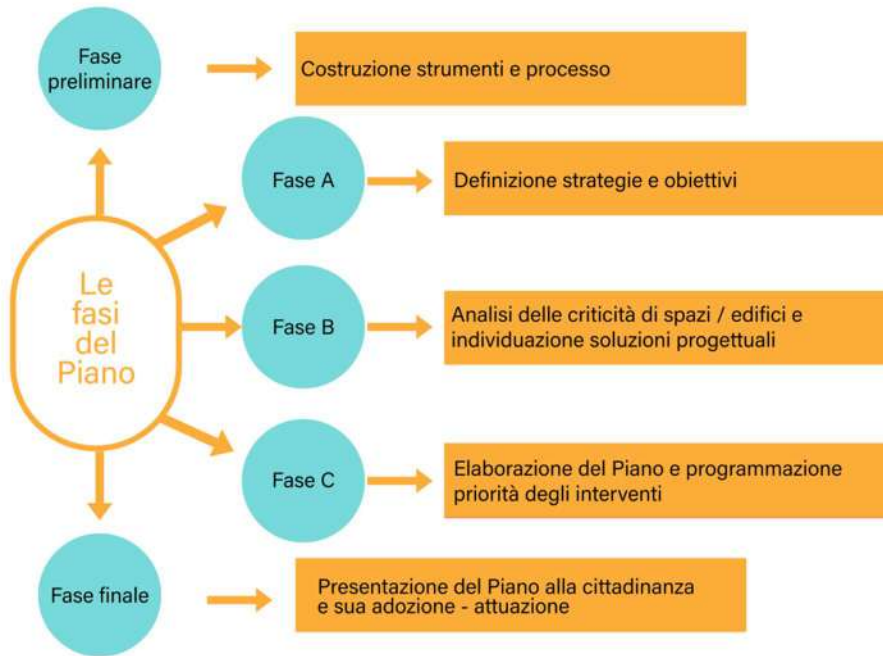 Le
fasi
del
Piano
Fase
preliminare
Costruzione strumenti e processo
Fase A
Definizione strategie e obiettivi
Fase B
Analisi delle criticità di spazi / edifici e
individuazione soluzioni progettuali
Fase C
Elaborazione del Piano e programmazione
priorità degli interventi
Fase finale
Presentazione del Piano alla cittadinanza
e sua adozione - attuazione